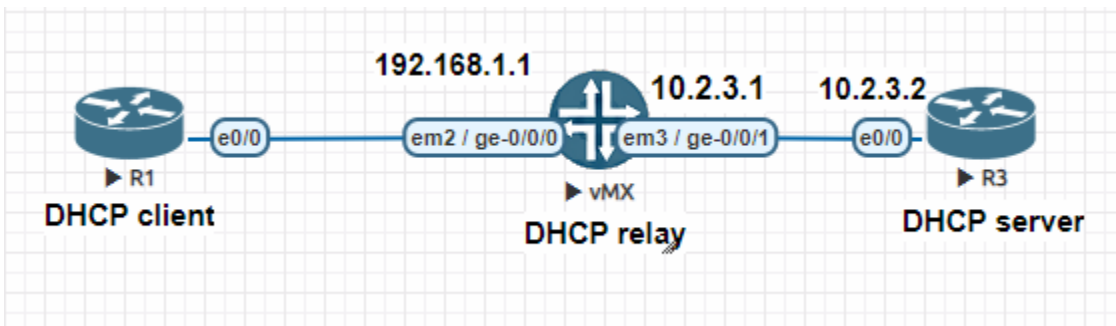 192.168.1.1
10.2.3.1
10.2.3.2
e0/0
em2 / ge-0/0/0
em3 / ge-0/0/1
e0/0
R1
vMX
R3
DHCP client
DHCP relay
DHCP server